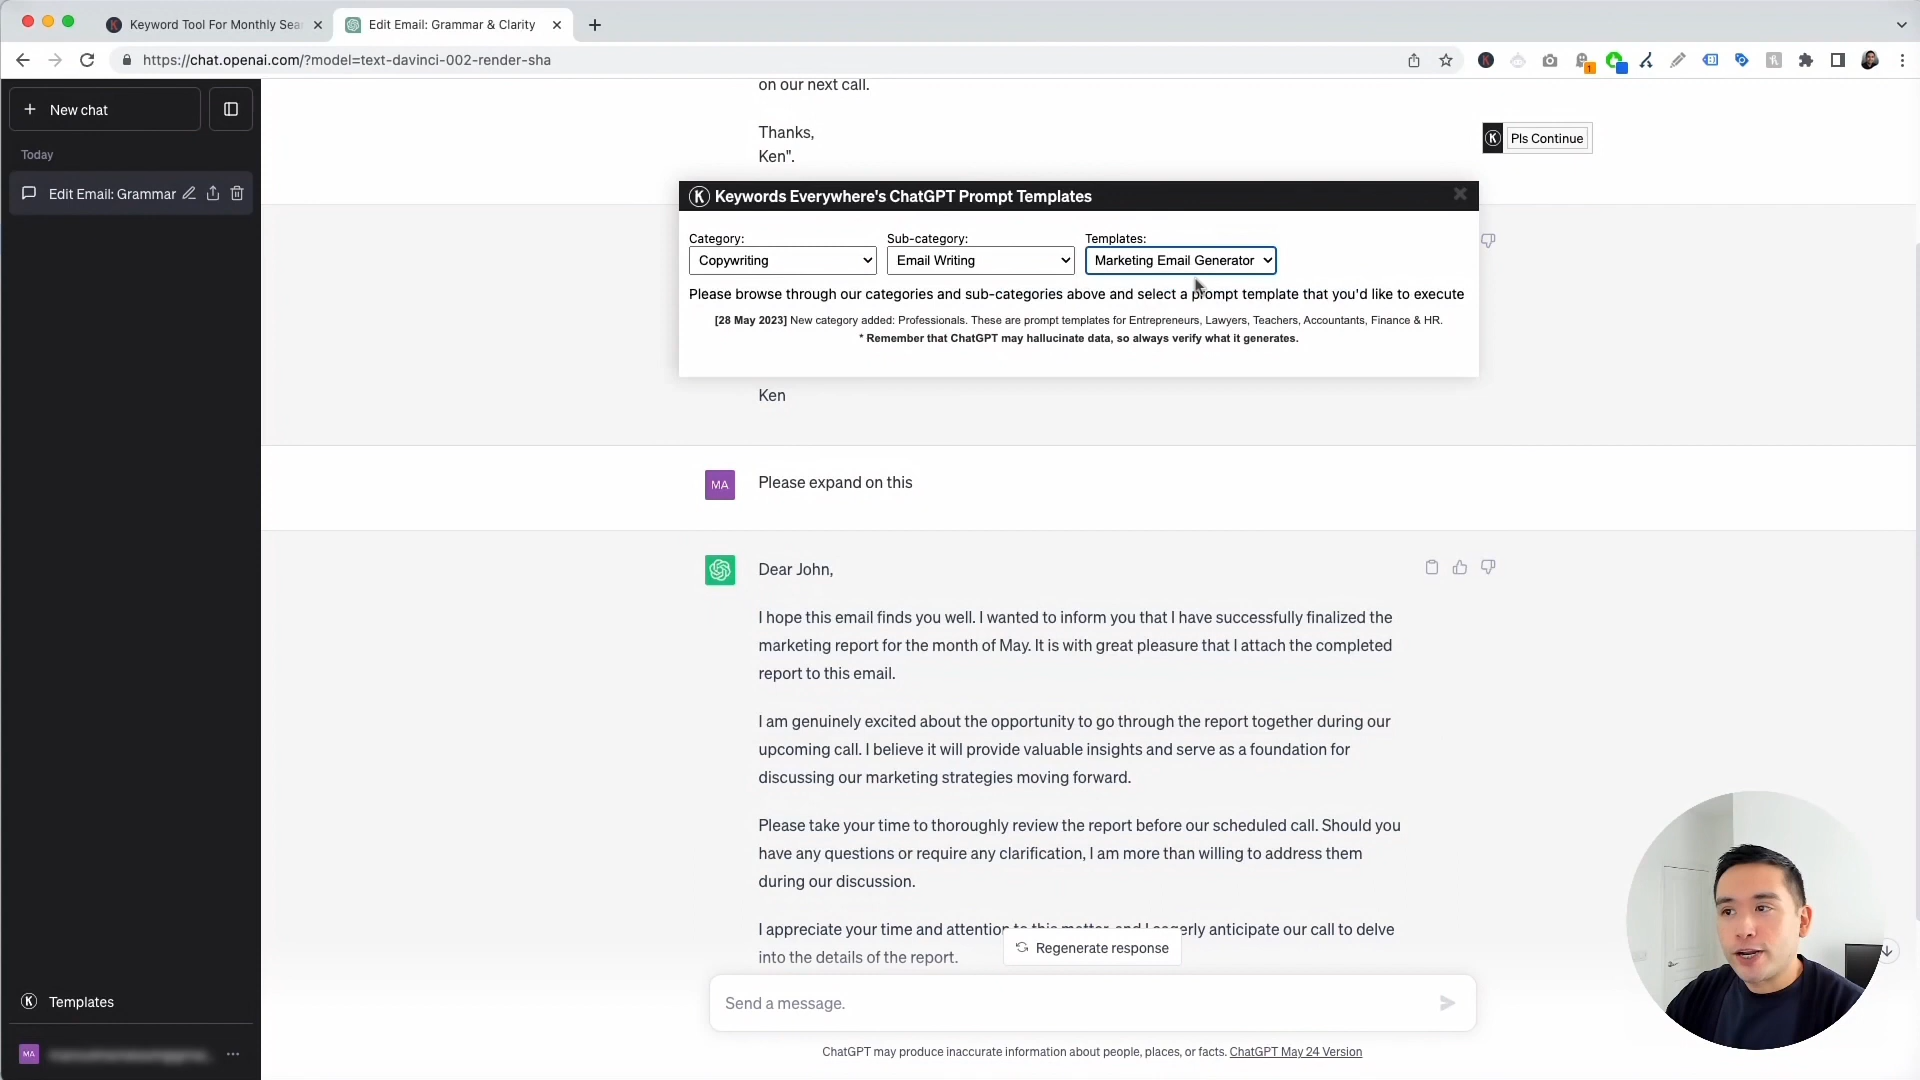 Keyword Tool For Monthly Sea
Edit Email: Grammar & Clarity
https://chat.openai.com/?model=text-davinci-002-render-sha
1
New chat
Today
Edit Email: Grammar
on our next call.
Thanks,
Ken".
Pls Continue
Keywords Everywhere's ChatGPT Prompt Templates
Category:
Sub-category:
Templates:
Copywriting
Email Writing
Marketing Email Generator
Please browse through our categories and sub-categories above and select a prompt template that you'd like to execute
[28 May 2023] New category added: Professionals. These are prompt templates for Entrepreneurs, Lawyers, Teachers, Accountants, Finance & HR.
* Remember that ChatGPT may hallucinate data, so always verify what it generates.
Ken
MA
Please expand on this
Dear John,
I hope this email finds you well. I wanted to inform you that I have successfully finalized the
marketing report for the month of May. It is with great pleasure that I attach the completed
report to this email.
I am genuinely excited about the opportunity to go through the report together during our
upcoming call. I believe it will provide valuable insights and serve as a foundation for
discussing our marketing strategies moving forward.
Please take your time to thoroughly review the report before our scheduled call. Should you
have any questions or require any clarification, I am more than willing to address them
during our discussion.
I appreciate your time and attention to this matter, and I eagerly anticipate our call to delve
into the details of the report.
Regenerate response
Send a message.
ChatGPT may produce inaccurate information about people, places, or facts. ChatGPT May 24 Version
Templates
MA